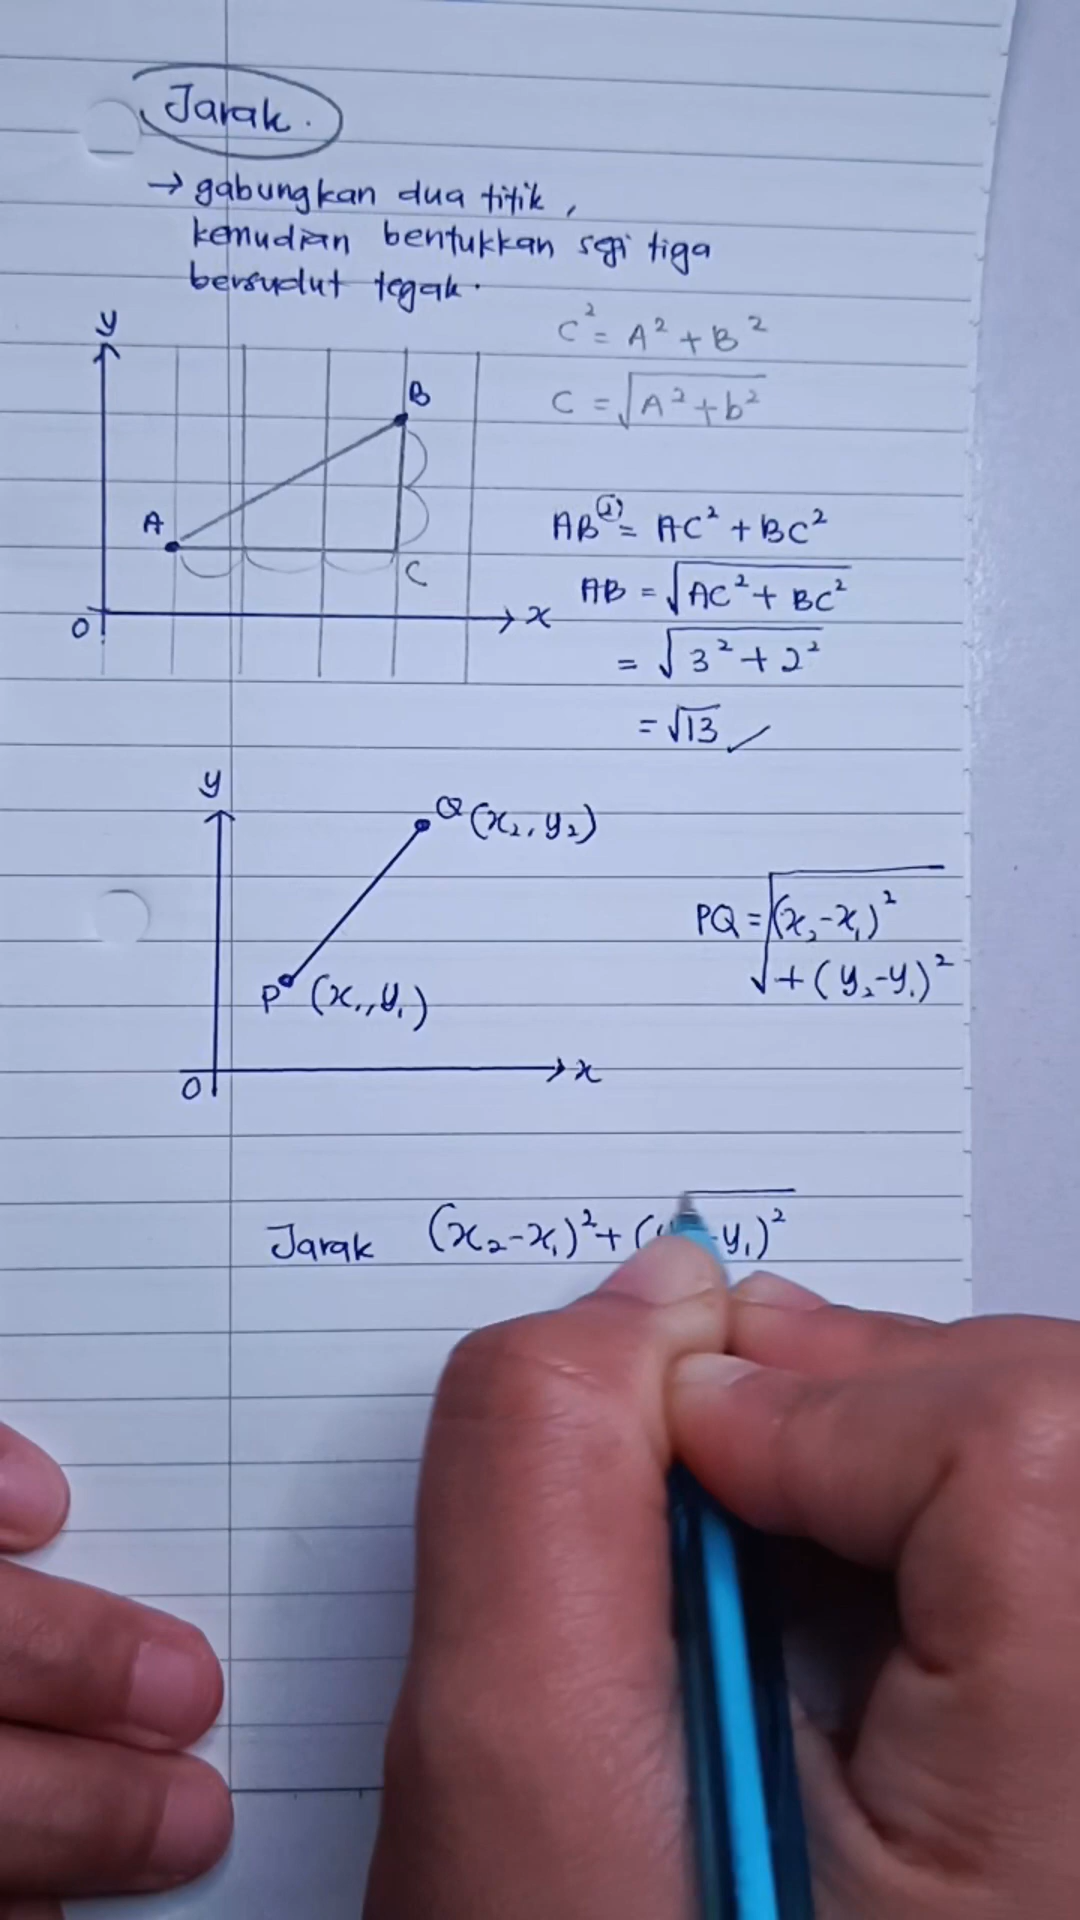 Jarak.
→ gabungkan dua titik,
kemudian bentukkan segi tiga
bersudut tegak.
C² = A² + B²
C = √(A² + b²)
y
B
A
C
O
x
AB² = AC² + BC²
AB = √(AC² + BC²)
= √(3² + 2²)
= √13 ✓
y
Q (x₂, y₂)
P (x₁, y₁)
O
x
PQ = √(x₂-x₁)²
+ (y₂-y₁)²
Jarak (x₂-x₁)² + ( -y₁)²